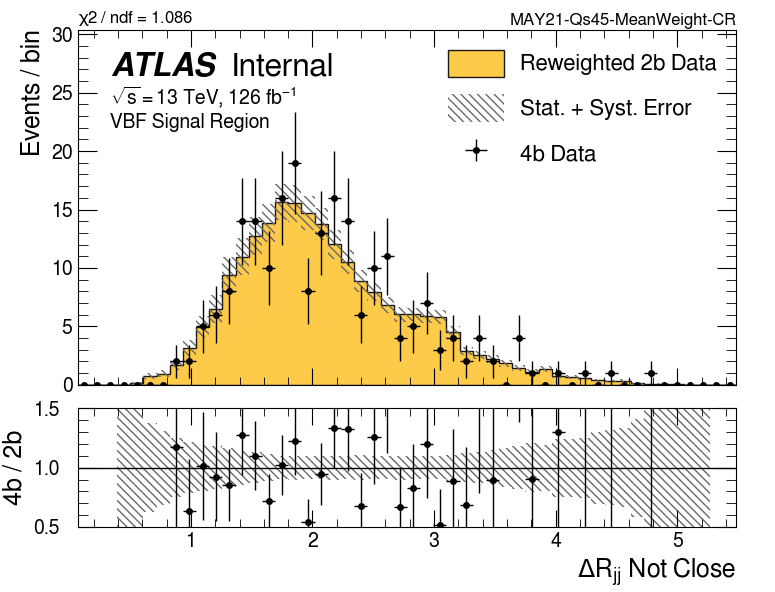 χ2 / ndf = 1.086
MAY21-Qs45-MeanWeight-CR
Events / bin
30
25
20
15
10
5
0
ATLAS Internal
√s = 13 TeV, 126 fb⁻¹
VBF Signal Region
Reweighted 2b Data
Stat. + Syst. Error
4b Data
4b / 2b
1.5
1.0
0.5
1 2 3 4 5
ΔRjj Not Close